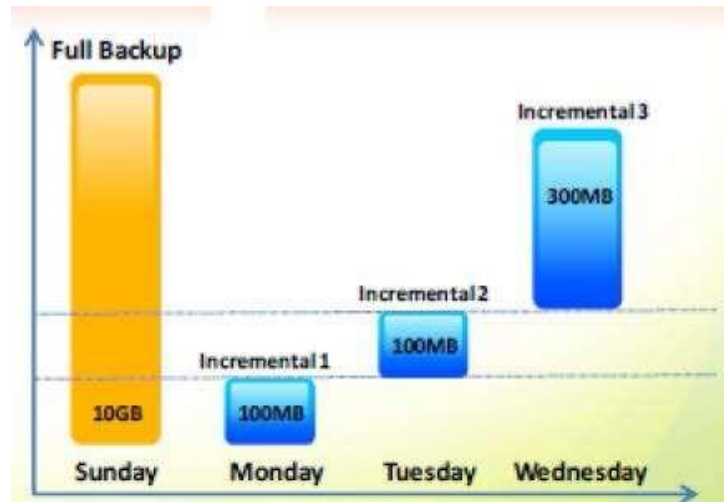 Full Backup
Incremental 3
300MB
Incremental 2
100MB
Incremental 1
10GB
100MB
Sunday
Monday
Tuesday
Wednesday